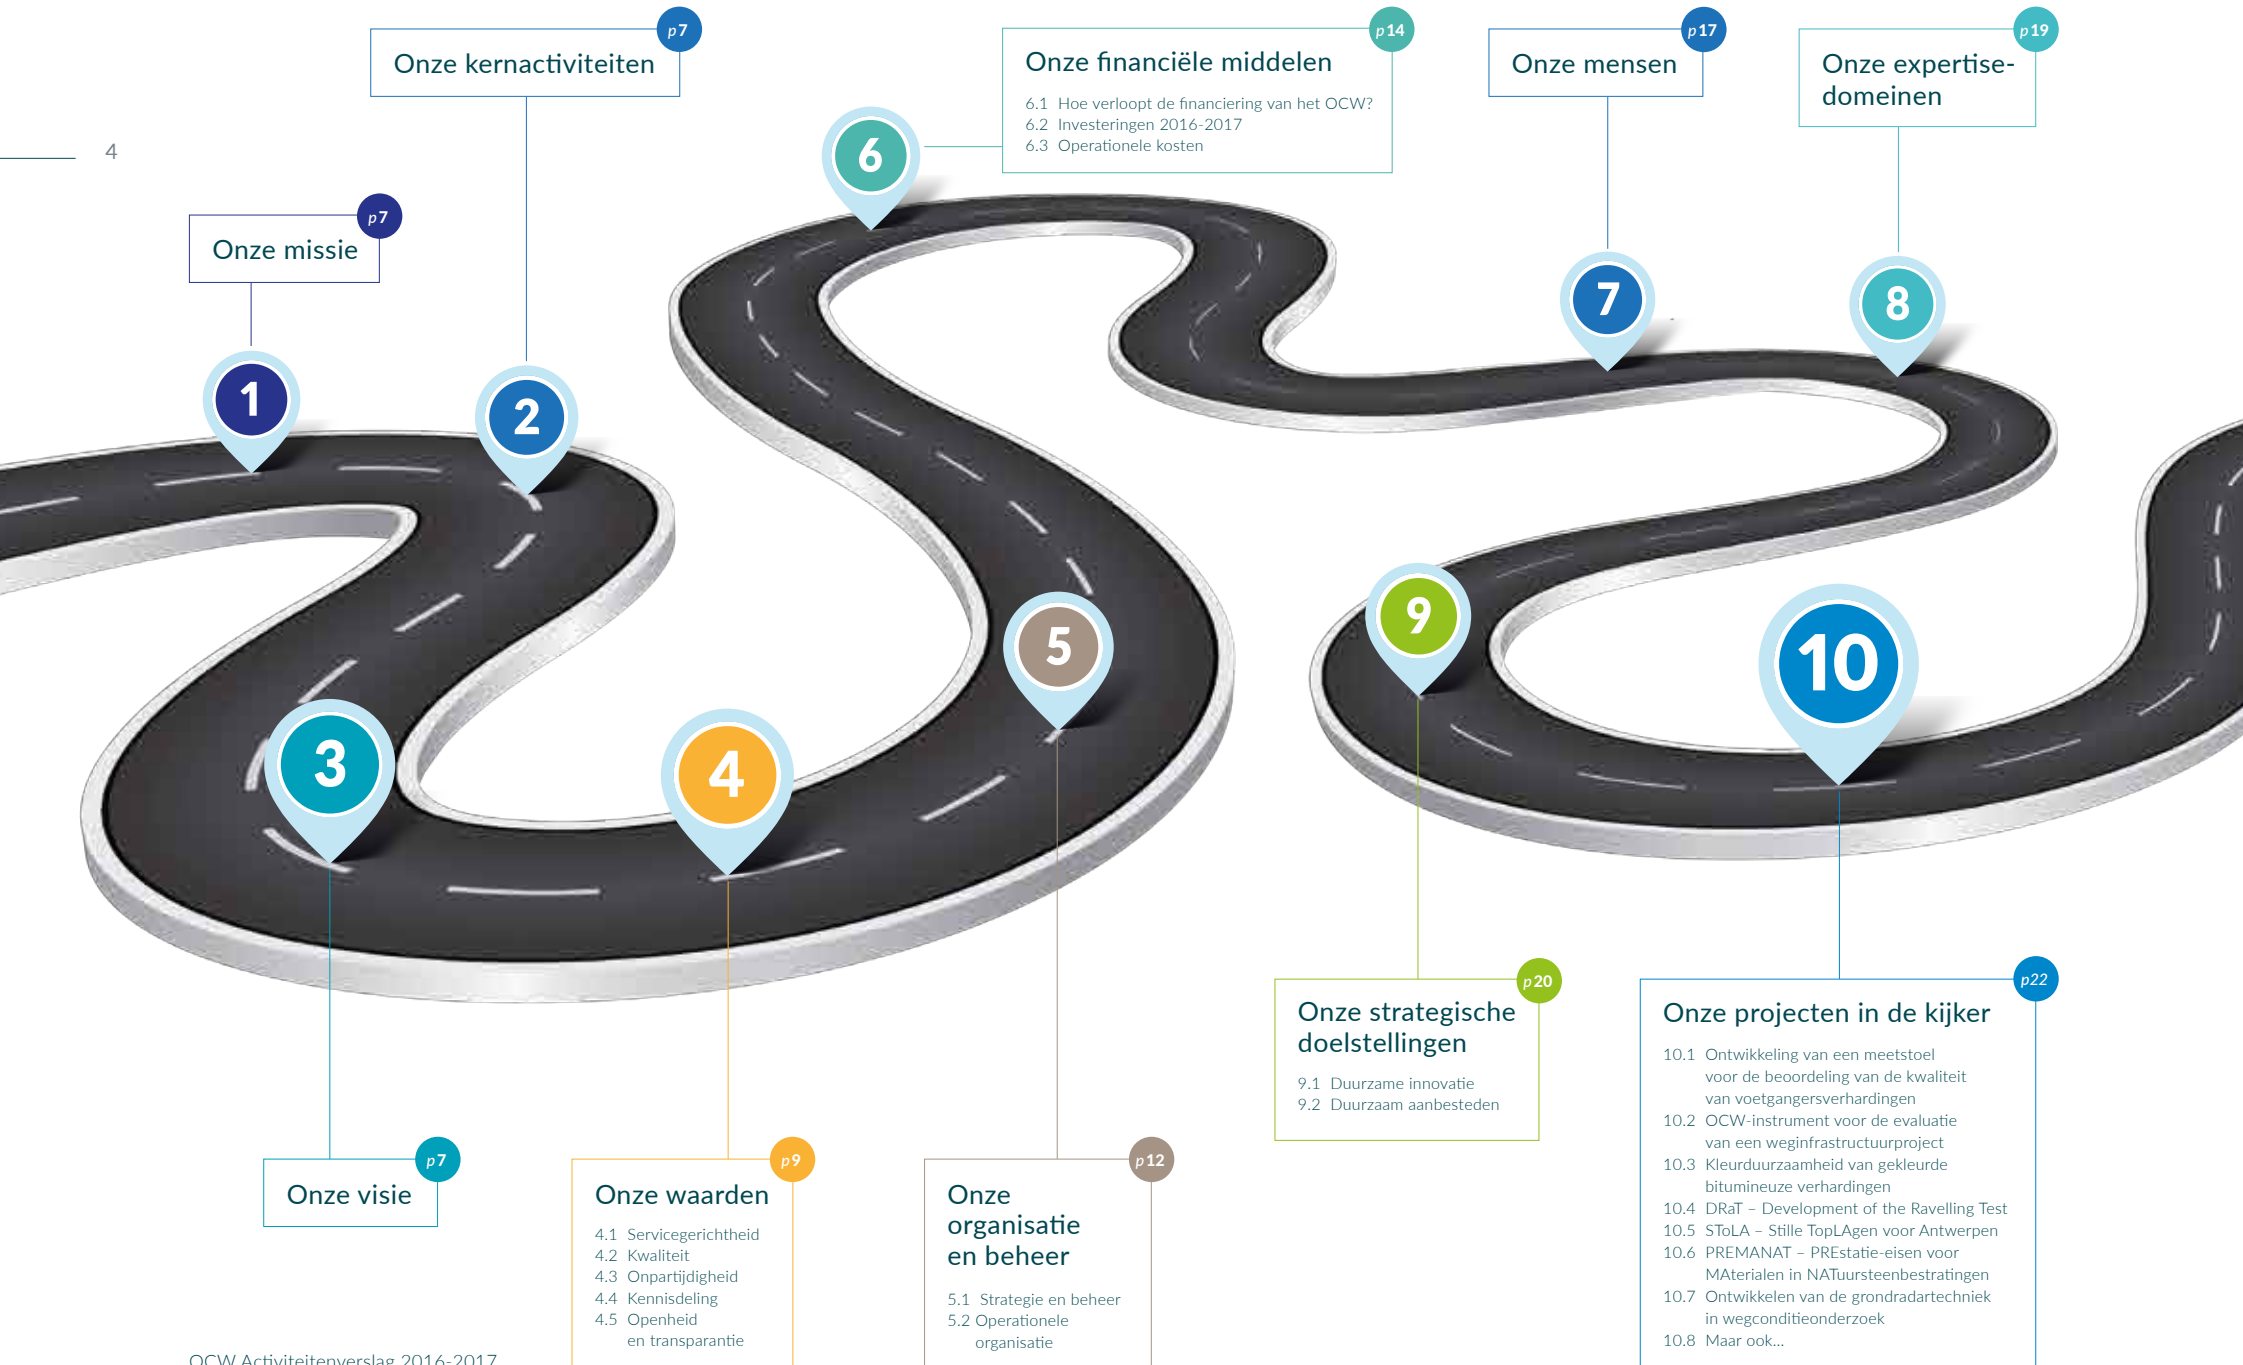 4
p7
Onze missie
1
p7
Onze kernactiviteiten
2
3
p7
Onze visie
4
p9
Onze waarden
4.1 Servicegerichtheid
4.2 Kwaliteit
4.3 Onpartijdigheid
4.4 Kennisdeling
4.5 Openheid
en transparantie
5
p12
Onze
organisatie
en beheer
5.1 Strategie en beheer
5.2 Operationele
organisatie
6
p14
Onze financiële middelen
6.1 Hoe verloopt de financiering van het OCW?
6.2 Investeringen 2016-2017
6.3 Operationele kosten
p17
Onze mensen
7
p19
Onze expertise-
domeinen
8
9
p20
Onze strategische
doelstellingen
9.1 Duurzame innovatie
9.2 Duurzaam aanbesteden
10
p22
Onze projecten in de kijker
10.1 Ontwikkeling van een meetstoel
voor de beoordeling van de kwaliteit
van voetgangersverhardingen
10.2 OCW-instrument voor de evaluatie
van een weginfrastructuurproject
10.3 Kleurduurzaamheid van gekleurde
bitumineuze verhardingen
10.4 DRaT – Development of the Ravelling Test
10.5 SToLA – Stille TopLAgen voor Antwerpen
10.6 PREMANAT – PREstatie-eisen voor
MAterialen in NATuursteenbestratingen
10.7 Ontwikkelen van de grondradartechniek
in wegconditieonderzoek
10.8 Maar ook...
OCW Activiteitenverslag 2016-2017